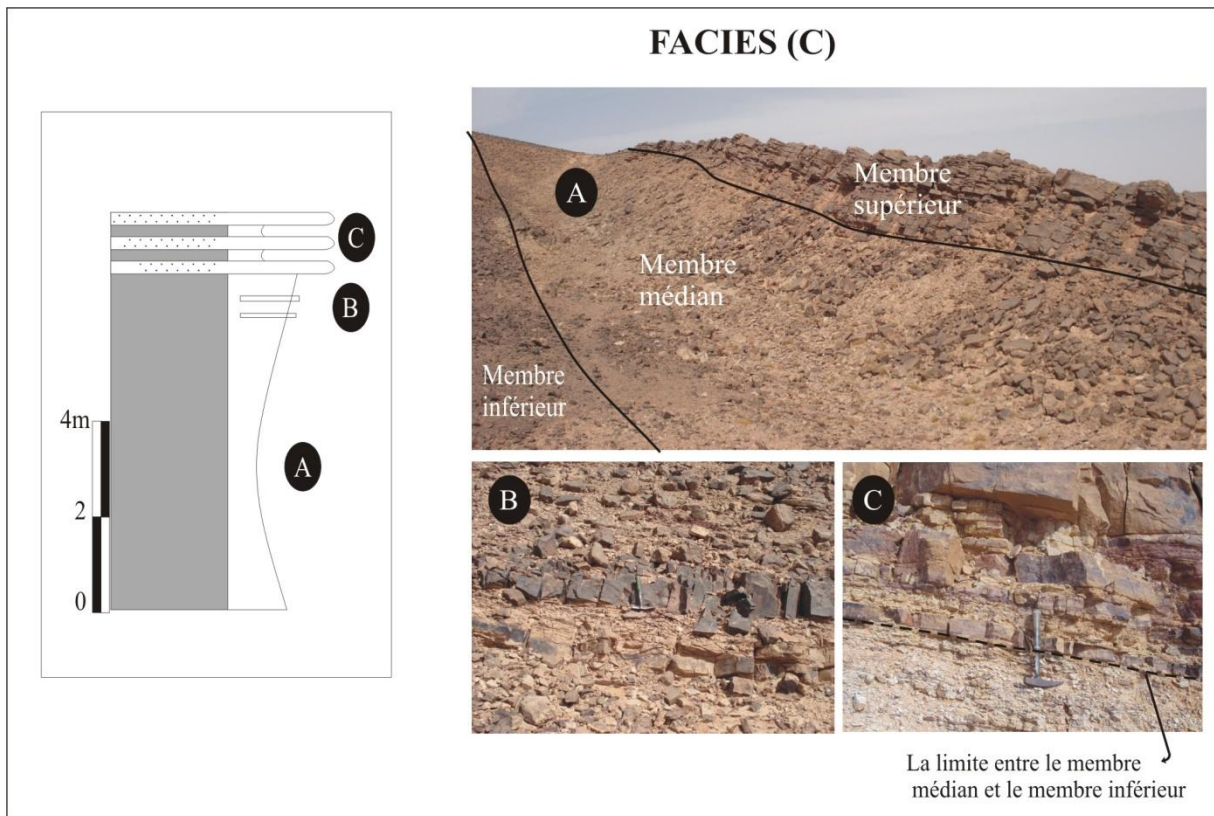 FACIES (C)
C
B
A
4m
2
0
A
Membre
supérieur
Membre
médian
Membre
inférieur
B
C
La limite entre le membre
médian et le membre inférieur